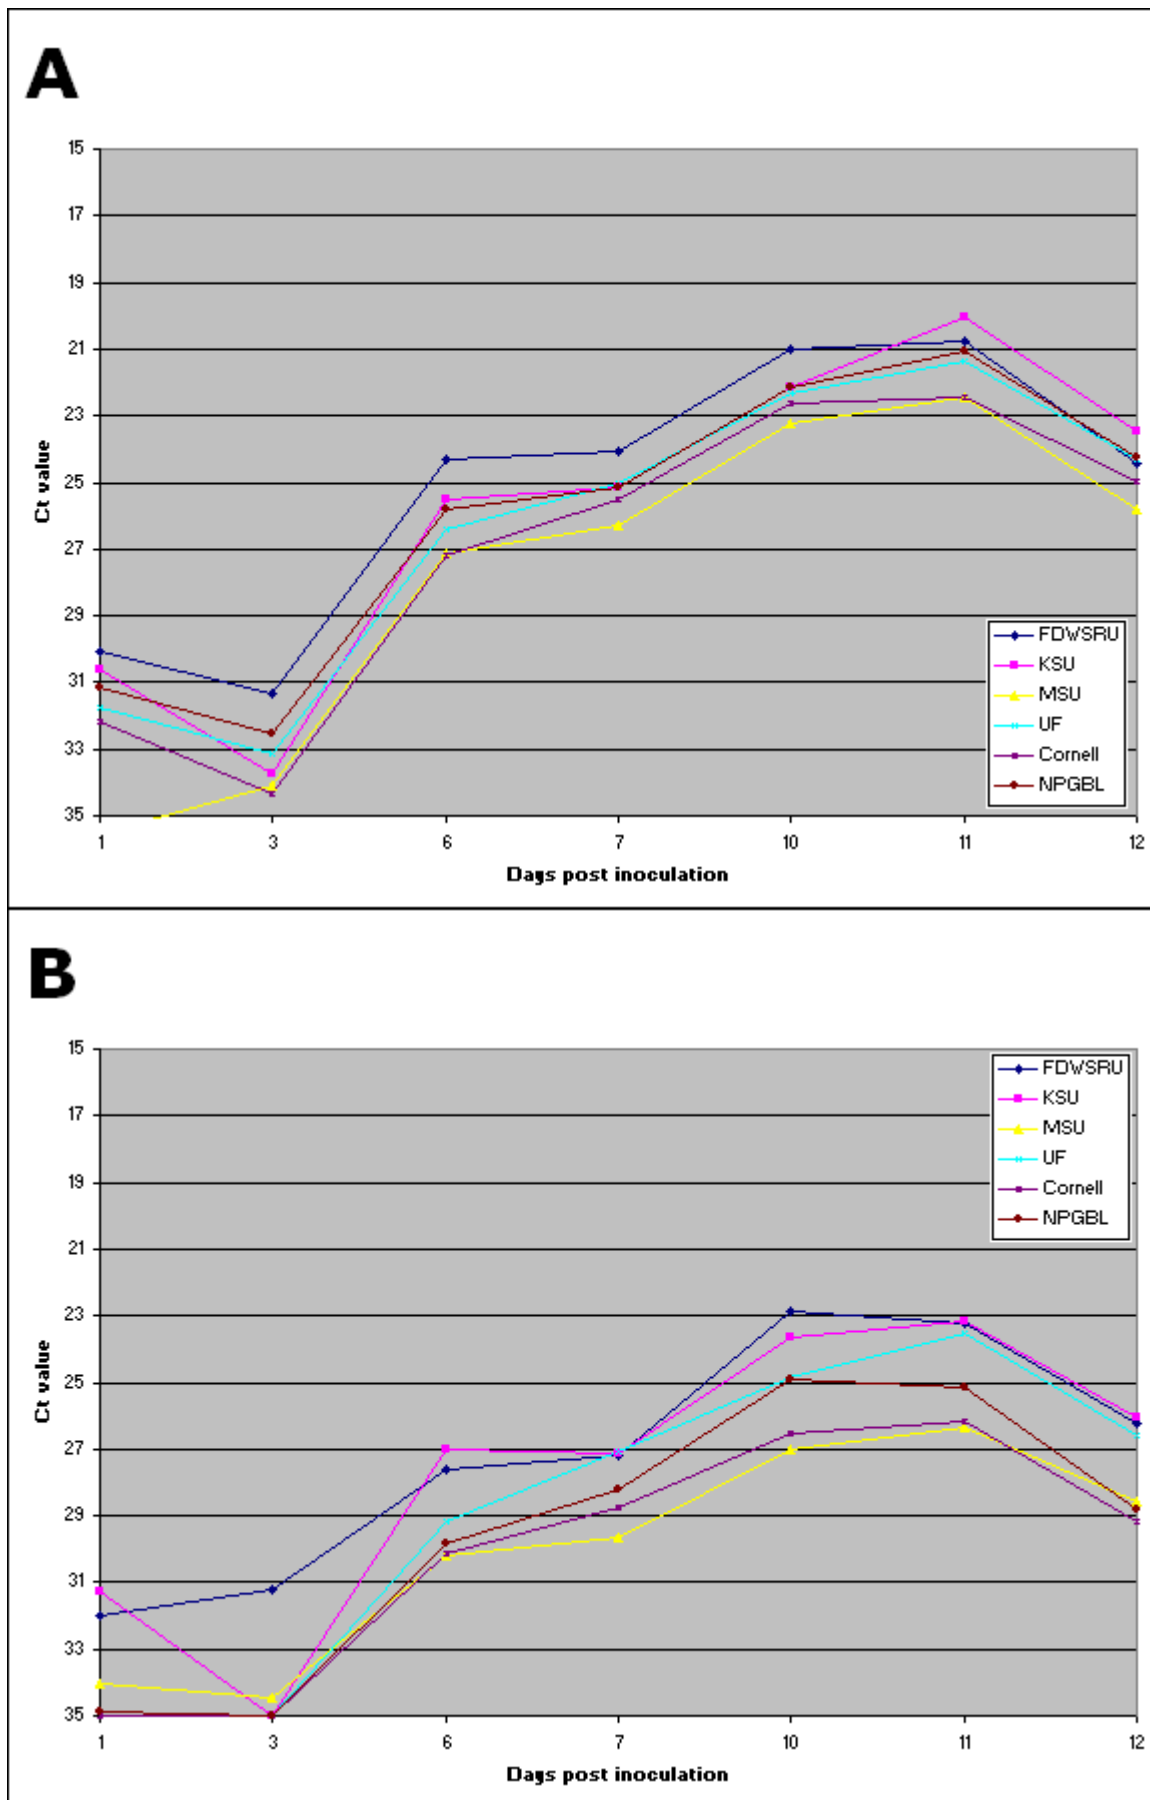 A
15
17
19
21
23
25
27
29
31
33
35
Ct value
1 3 6 7 10 11 12
Days post inoculation
FDWSRU
KSU
MSU
UF
Cornell
NPGBL
B
15
17
19
21
23
25
27
29
31
33
35
Ct value
1 3 6 7 10 11 12
Days post inoculation
FDWSRU
KSU
MSU
UF
Cornell
NPGBL